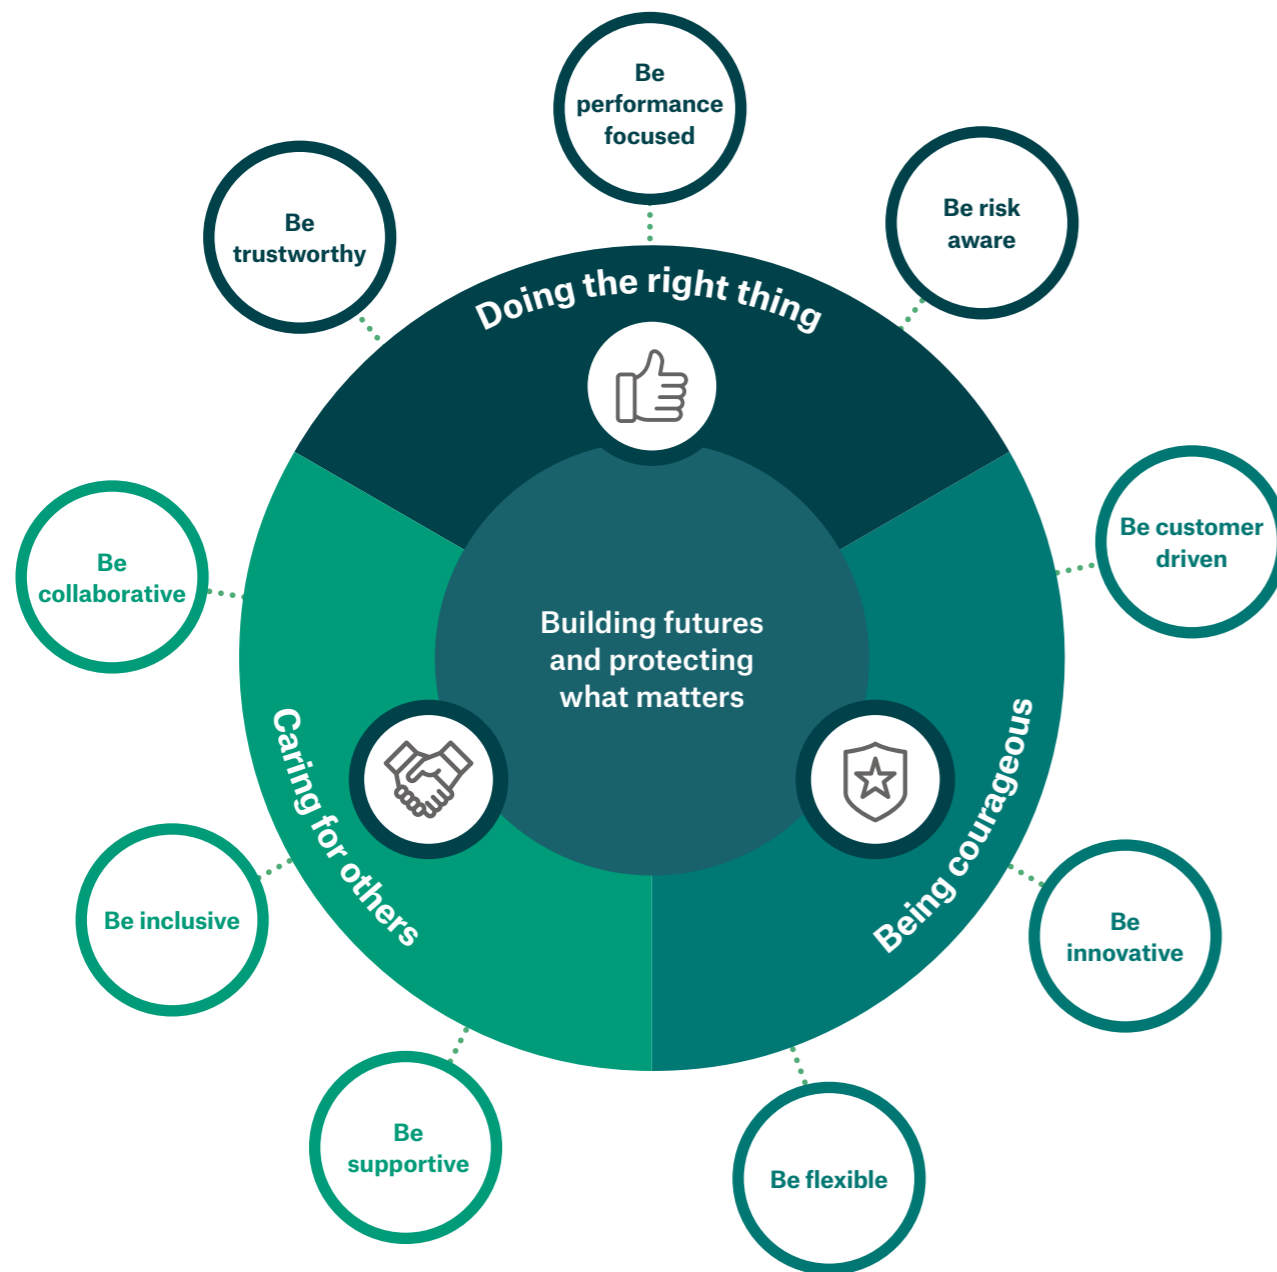 Be
performance
focused
Be risk
aware
Be
trustworthy
Doing the right thing
Be customer
driven
Be
collaborative
Building futures
and protecting
what matters
Caring for others
Being courageous
Be inclusive
Be
innovative
Be
supportive
Be flexible